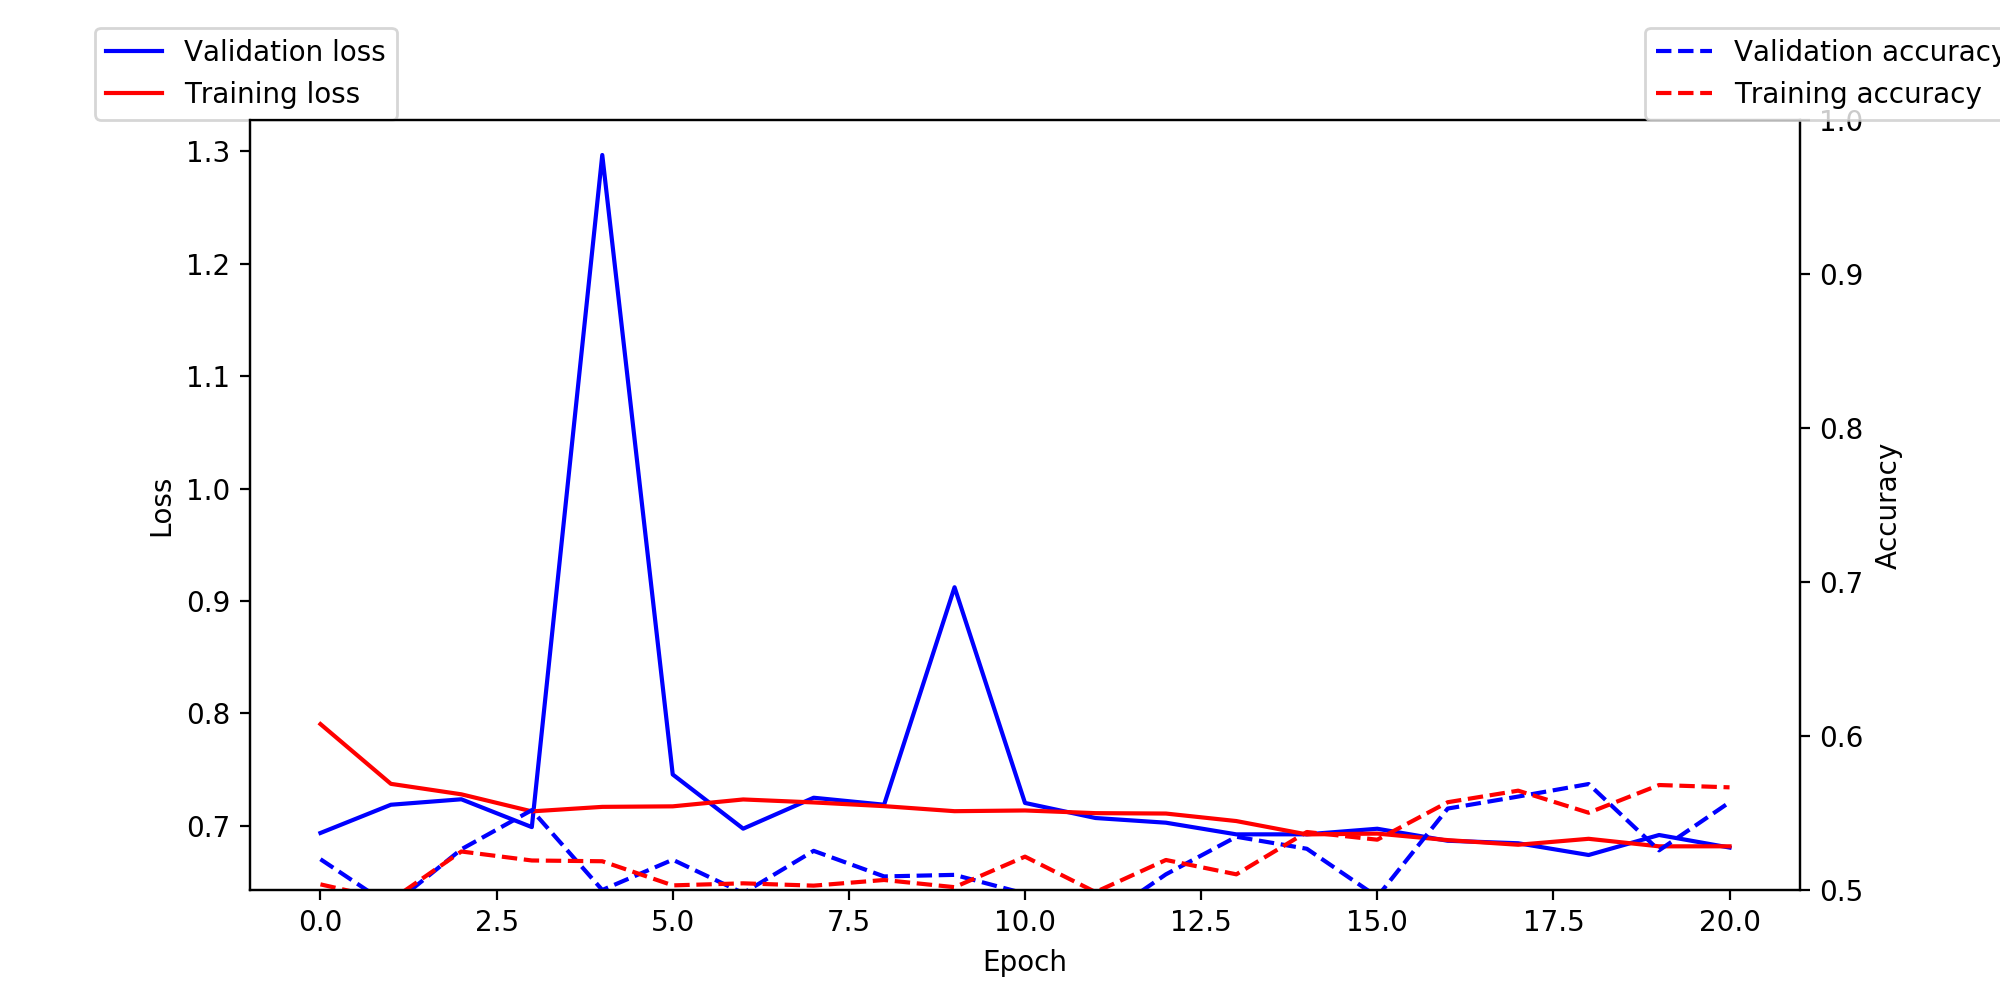 Validation loss
Training loss
Validation accuracy
Training accuracy
1.3
1.2
1.1
1.0
0.9
0.8
0.7
Loss
1.0
0.9
0.8
0.7
0.6
0.5
Accuracy
0.0 2.5 5.0 7.5 10.0 12.5 15.0 17.5 20.0
Epoch